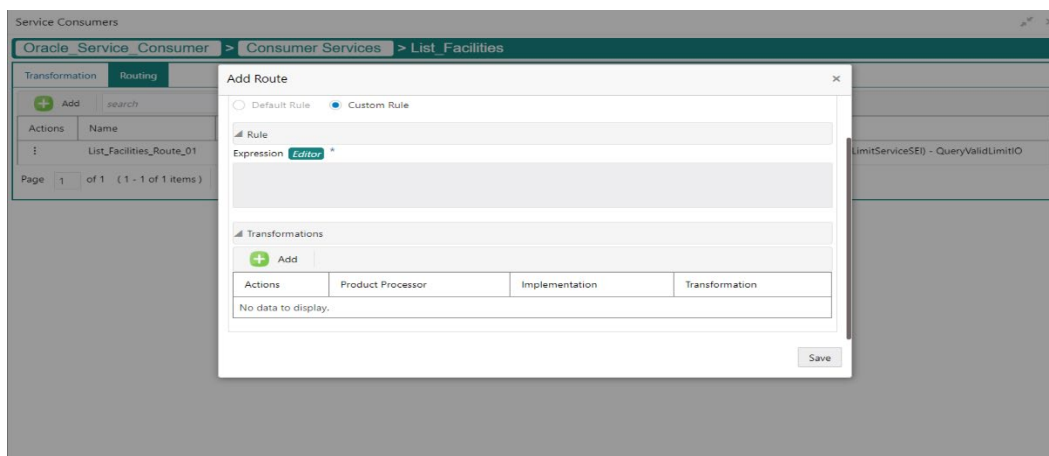 Service Consumers
Oracle_Service_Consumer > Consumer Services > List_Facilities
Transformation Routing
Add search
Actions Name
List_Facilities_Route_01
LimitServiceSEI) - QueryValidLimitIO
Page 1 of 1 (1 - 1 of 1 items)
Add Route ×
Default Rule Custom Rule
Rule
Expression Editor *
Transformations
Add
Actions Product Processor Implementation Transformation
No data to display.
Save